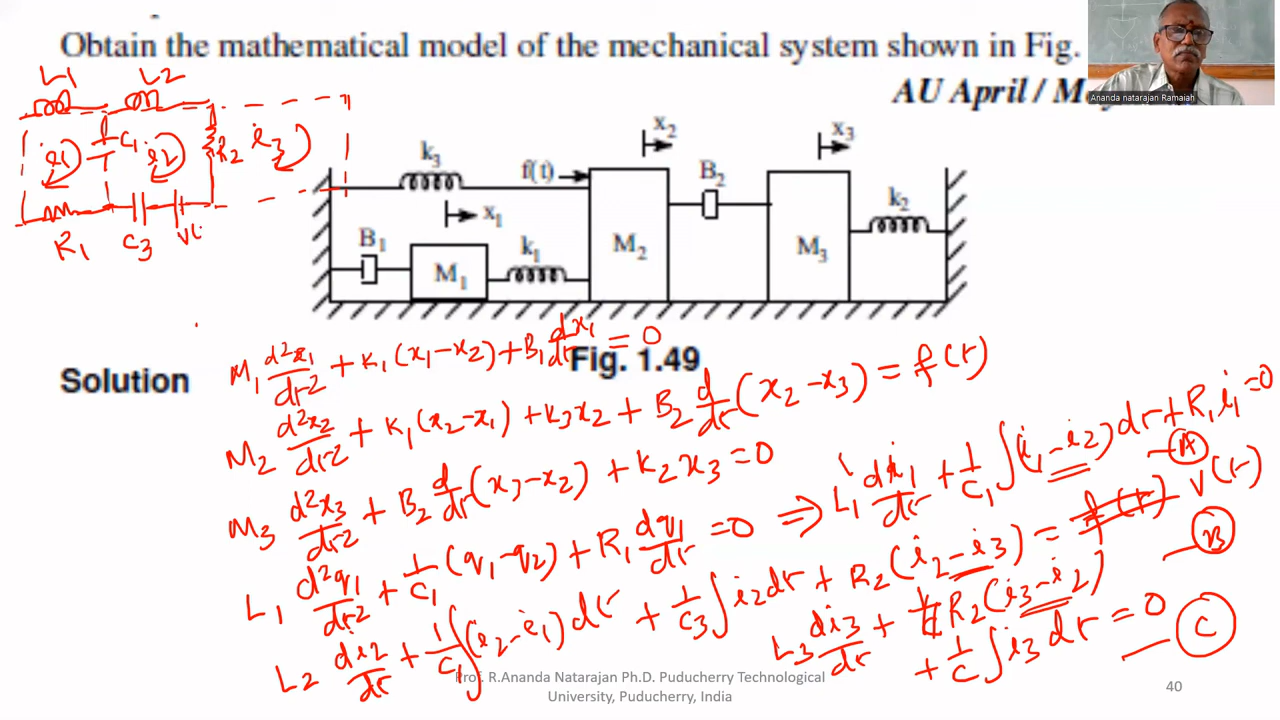 Obtain the mathematical model of the mechanical system shown in Fig.
AU April / M
Ananda natarajan Ramaiah
L1 L2
i1 C1 i2 R2 i3
R1 C3 V(
x2 x3
k3 f(t) B2 k2
x1
B1 M1 k1 M2 M3
Fig. 1.49
Solution
M1 d²x1/dt² + K1(x1-x2) + B1 dx1/dt = 0
M2 d²x2/dt² + K1(x2-x1) + K3x2 + B2 d/dt (x2-x3) = f(t)
M3 d²x3/dt² + B2 d/dt (x3-x2) + K2x3 = 0
L1 d²q1/dt² + 1/C1 (q1-q2) + R1 dq1/dt = 0 ⇒ L1 di1/dt + 1/C1 ∫(i1-i2)dt + R1i1 = 0 — A
L2 di2/dt + 1/C1 ∫(i2-i1)dt + 1/C3 ∫i2dt + R2(i2-i3) = f(t) V(t) — B
L3 di3/dt + R2(i3-i2)
+ 1/C ∫i3dt = 0 — C
Prof. R.Ananda Natarajan Ph.D. Puducherry Technological
University, Puducherry, India
40